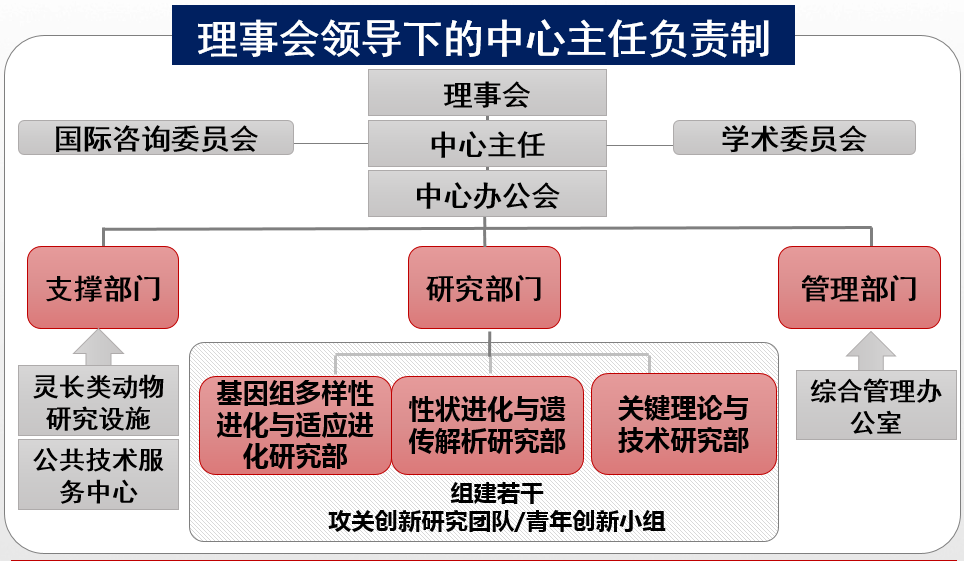 理事会领导下的中心主任负责制
理事会
国际咨询委员会
中心主任
学术委员会
中心办公会
支撑部门
研究部门
管理部门
灵长类动物
研究设施
公共技术服
务中心
基因组多样性
进化与适应进
化研究部
性状进化与遗
传解析研究部
关键理论与
技术研究部
综合管理办
公室
组建若干
攻关创新研究团队/青年创新小组